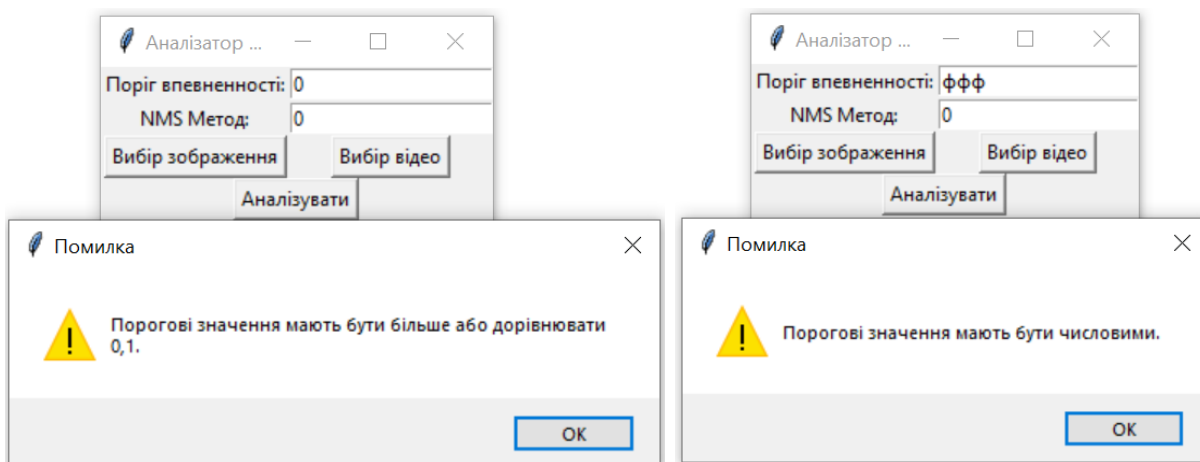 Аналізатор ...
Поріг впевненності: 0
NMS Метод: 0
Вибір зображення Вибір відео
Аналізувати
Помилка
Порогові значення мають бути більше або дорівнювати
0,1.
OK
Аналізатор ...
Поріг впевненності: ффф
NMS Метод: 0
Вибір зображення Вибір відео
Аналізувати
Помилка
Порогові значення мають бути числовими.
OK